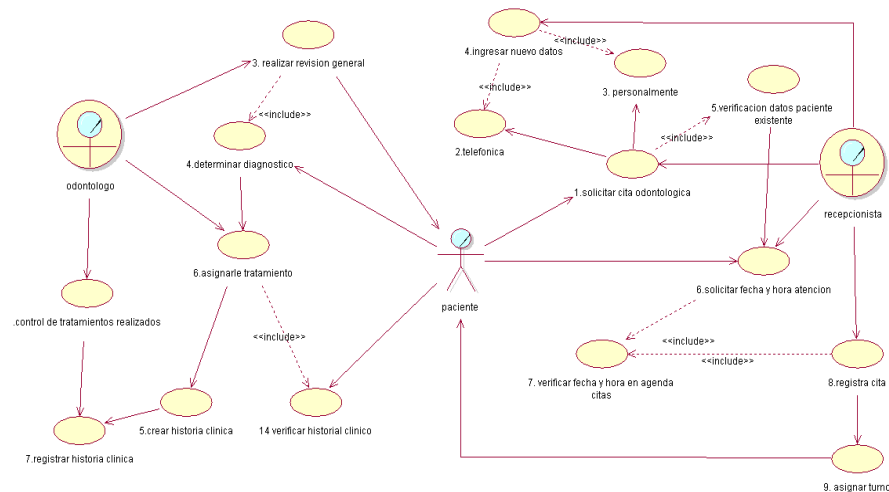 4.ingresar nuevo datos
<<include>>
3. realizar revision general
<<include>>
3. personalmente
5.verificacion datos paciente
existente
<<include>>
<<include>>
2.telefonica
4.determinar diagnostico
odontologo
1.solicitar cita odontologica
recepcionista
6.asignarle tratamiento
6.solicitar fecha y hora atencion
paciente
.control de tratamientos realizados
<<include>>
<<include>>
<<include>>
7. verificar fecha y hora en agenda
citas
8.registra cita
5.crear historia clinica
14 verificar historial clinico
7.registrar historia clinica
9. asignar turno